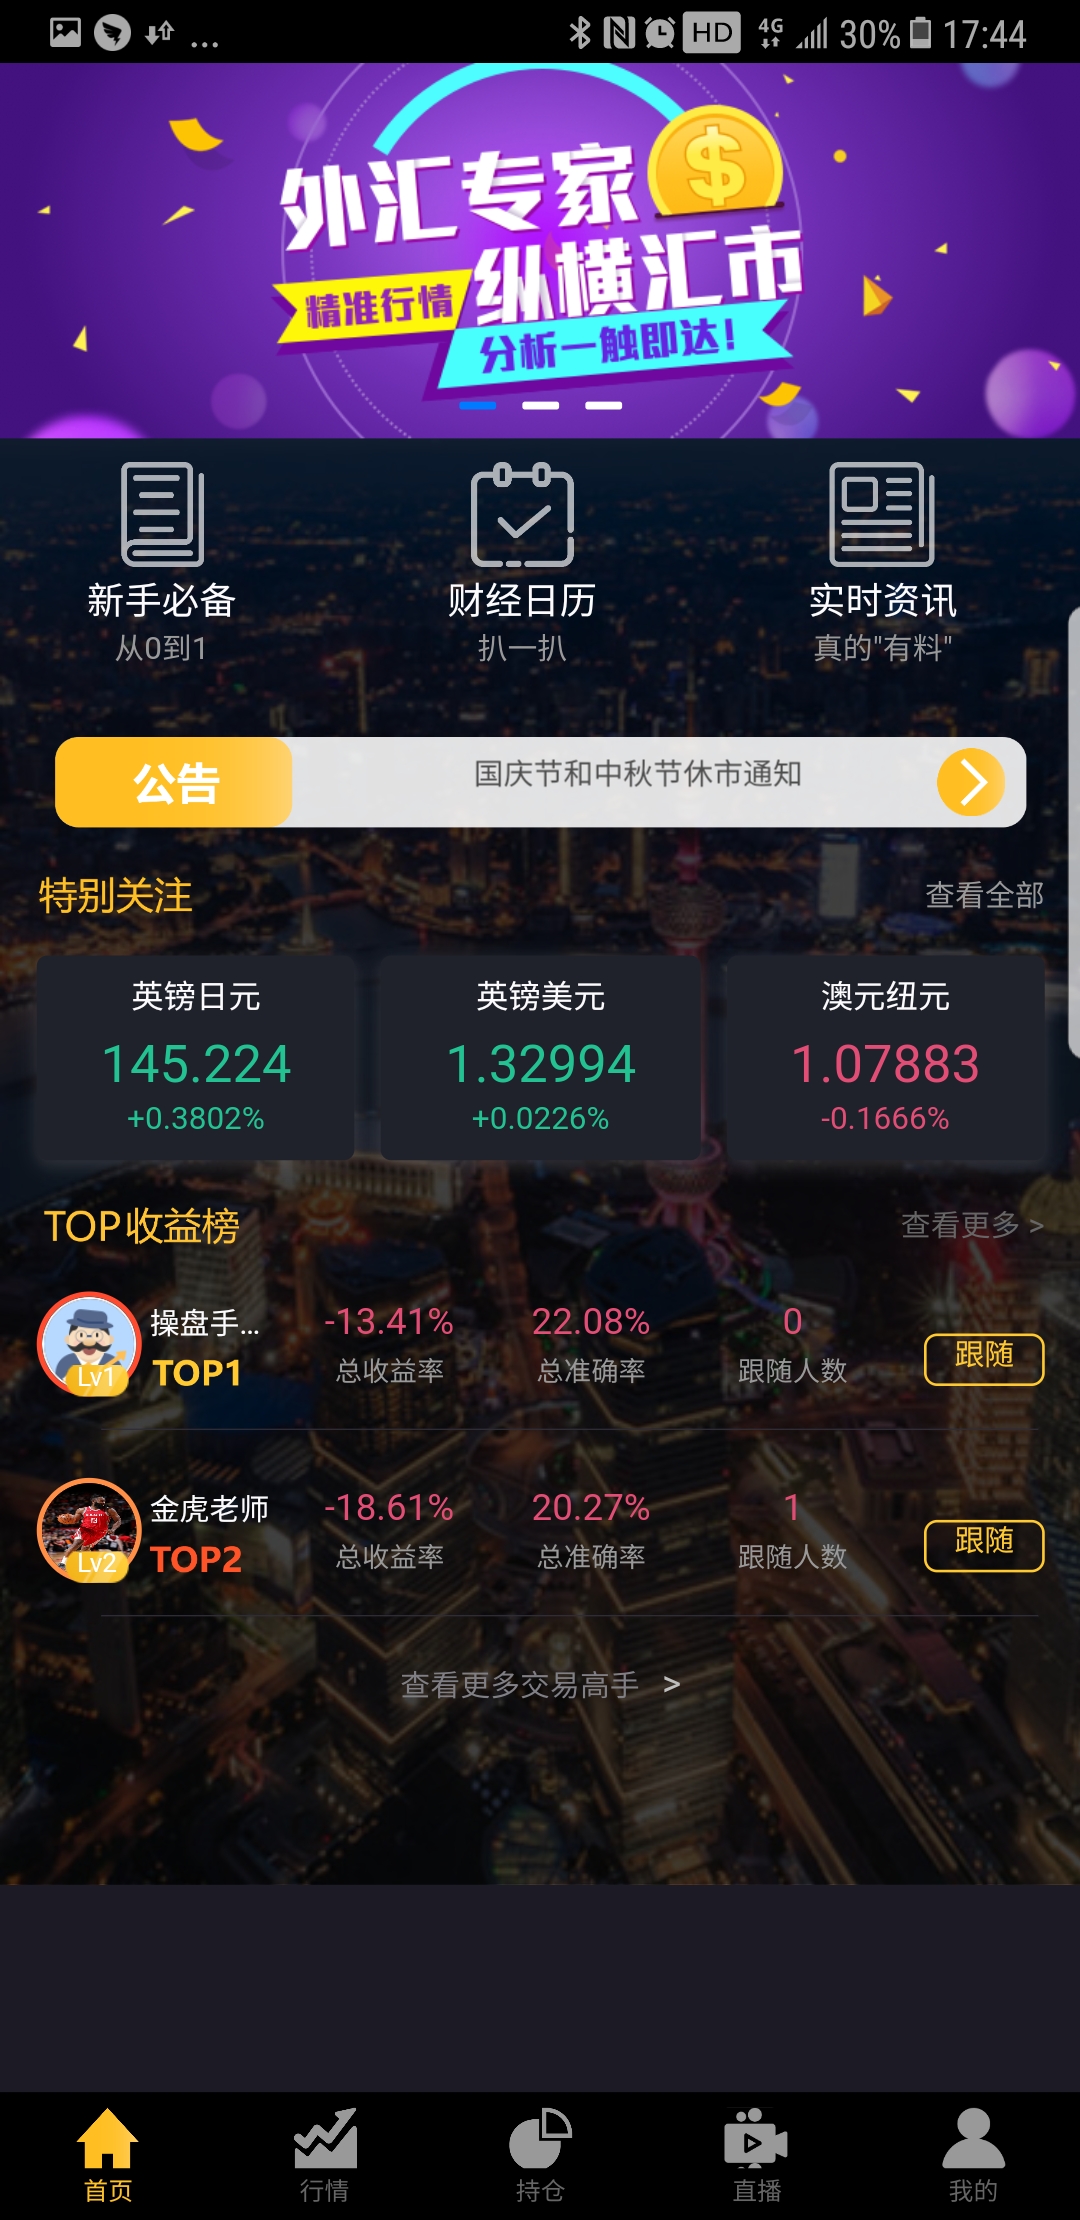 ... HD 4G 30% 17:44
外汇专家
纵横汇市
精准行情
分析一触即达!
新手必备 财经日历 实时资讯
从0到1 扒一扒 真的"有料"
公告 国庆节和中秋节休市通知
特别关注 查看全部
英镑日元 英镑美元 澳元纽元
145.224 1.32994 1.07883
+0.3802% +0.0226% -0.1666%
TOP收益榜 查看更多 >
操盘手... -13.41% 22.08% 0 跟随
Lv1 TOP1 总收益率 总准确率 跟随人数
金虎老师 -18.61% 20.27% 1 跟随
Lv2 TOP2 总收益率 总准确率 跟随人数
查看更多交易高手 >
首页 行情 持仓 直播 我的